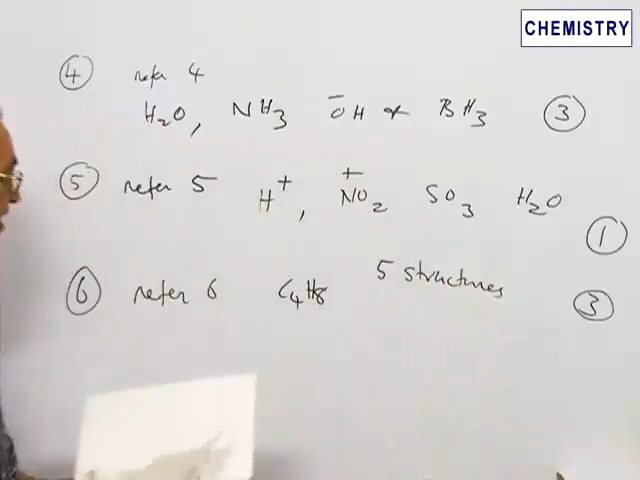 CHEMISTRY
④ refer 4
H₂O, NH₃ ⁻OH & BH₃ ③
⑤ refer 5 H⁺, ⁺NO₂ SO₃ H₂O
①
⑥ refer 6 C₄H₈ 5 structures ③